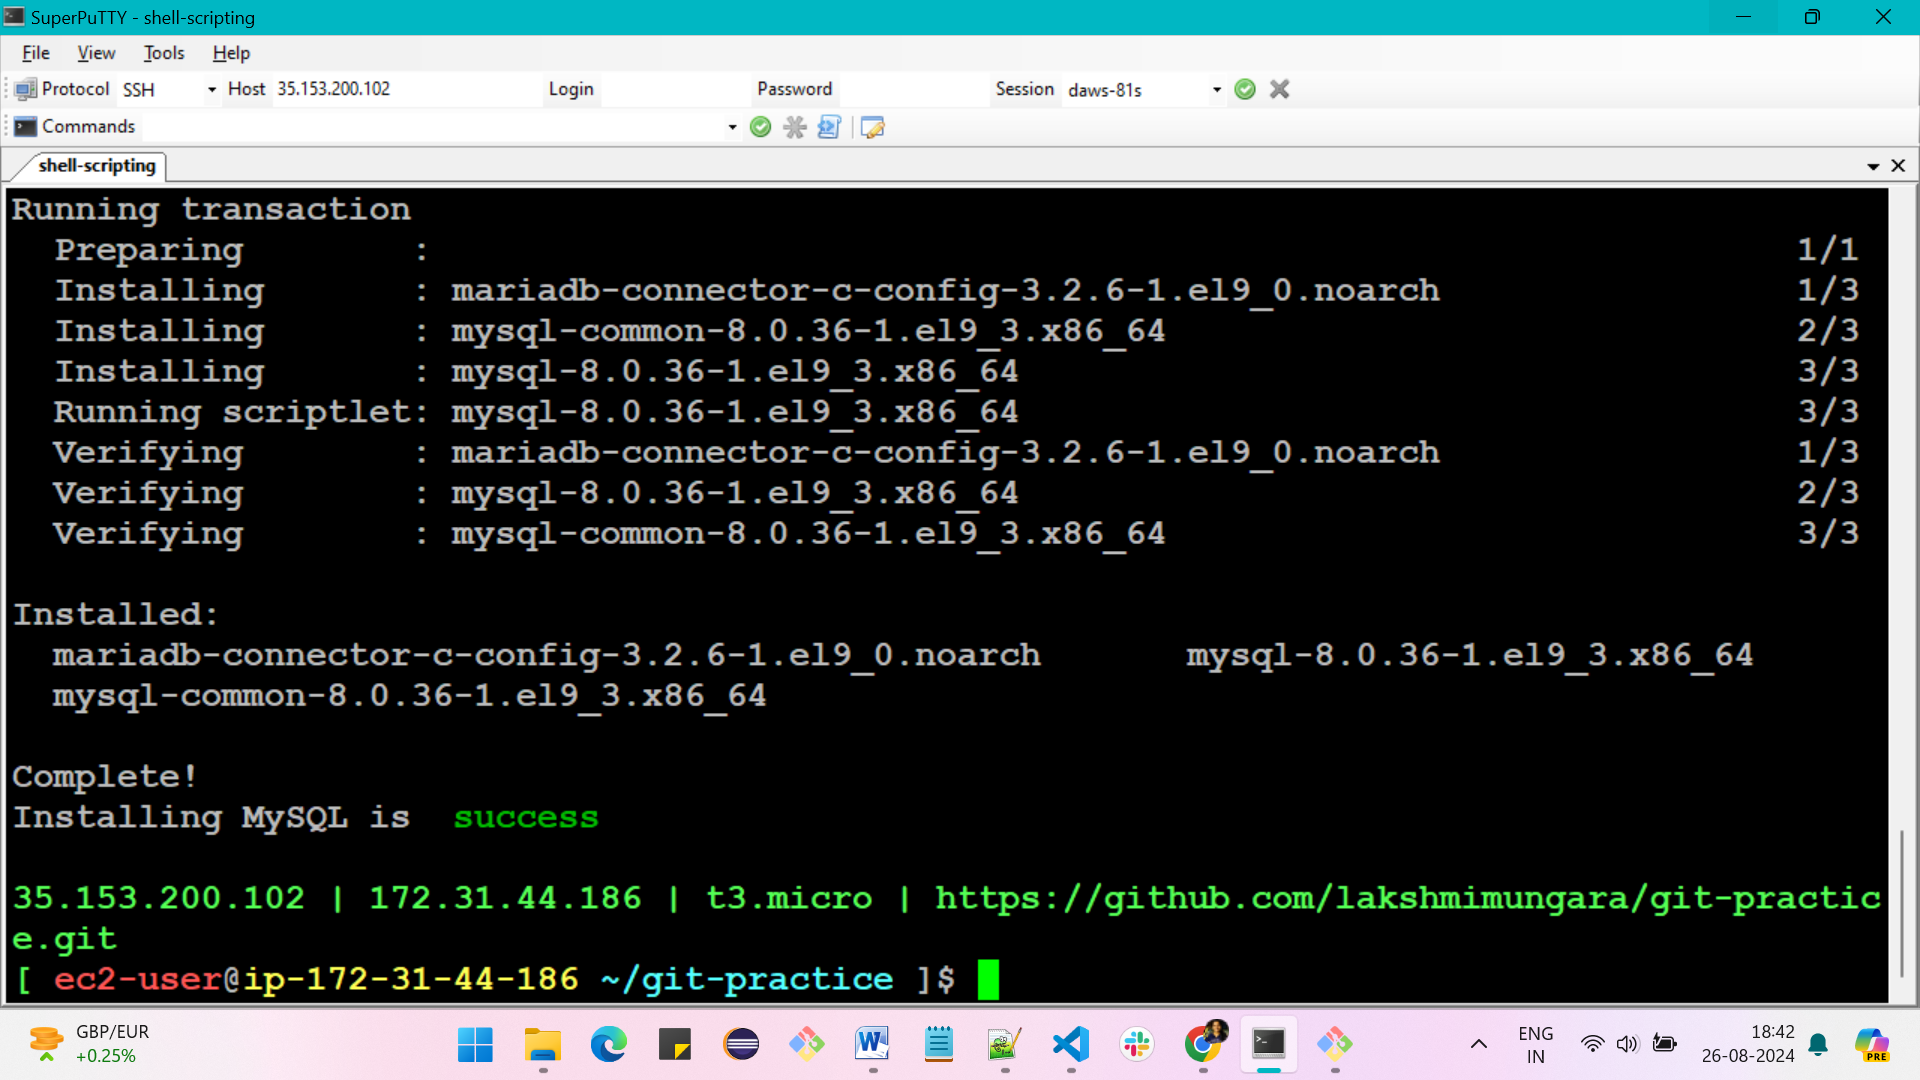 SuperPuTTY - shell-scripting
File View Tools Help
Protocol SSH Host 35.153.200.102 Login Password Session daws-81s
Commands
shell-scripting
Running transaction
Preparing : 1/1
Installing : mariadb-connector-c-config-3.2.6-1.el9_0.noarch 1/3
Installing : mysql-common-8.0.36-1.el9_3.x86_64 2/3
Installing : mysql-8.0.36-1.el9_3.x86_64 3/3
Running scriptlet: mysql-8.0.36-1.el9_3.x86_64 3/3
Verifying : mariadb-connector-c-config-3.2.6-1.el9_0.noarch 1/3
Verifying : mysql-8.0.36-1.el9_3.x86_64 2/3
Verifying : mysql-common-8.0.36-1.el9_3.x86_64 3/3
Installed:
mariadb-connector-c-config-3.2.6-1.el9_0.noarch mysql-8.0.36-1.el9_3.x86_64
mysql-common-8.0.36-1.el9_3.x86_64
Complete!
Installing MySQL is success
35.153.200.102 | 172.31.44.186 | t3.micro | https://github.com/lakshmimungara/git-practic
e.git
[ ec2-user@ip-172-31-44-186 ~/git-practice ]$
GBP/EUR
+0.25%
ENG
IN
18:42
26-08-2024
PRE